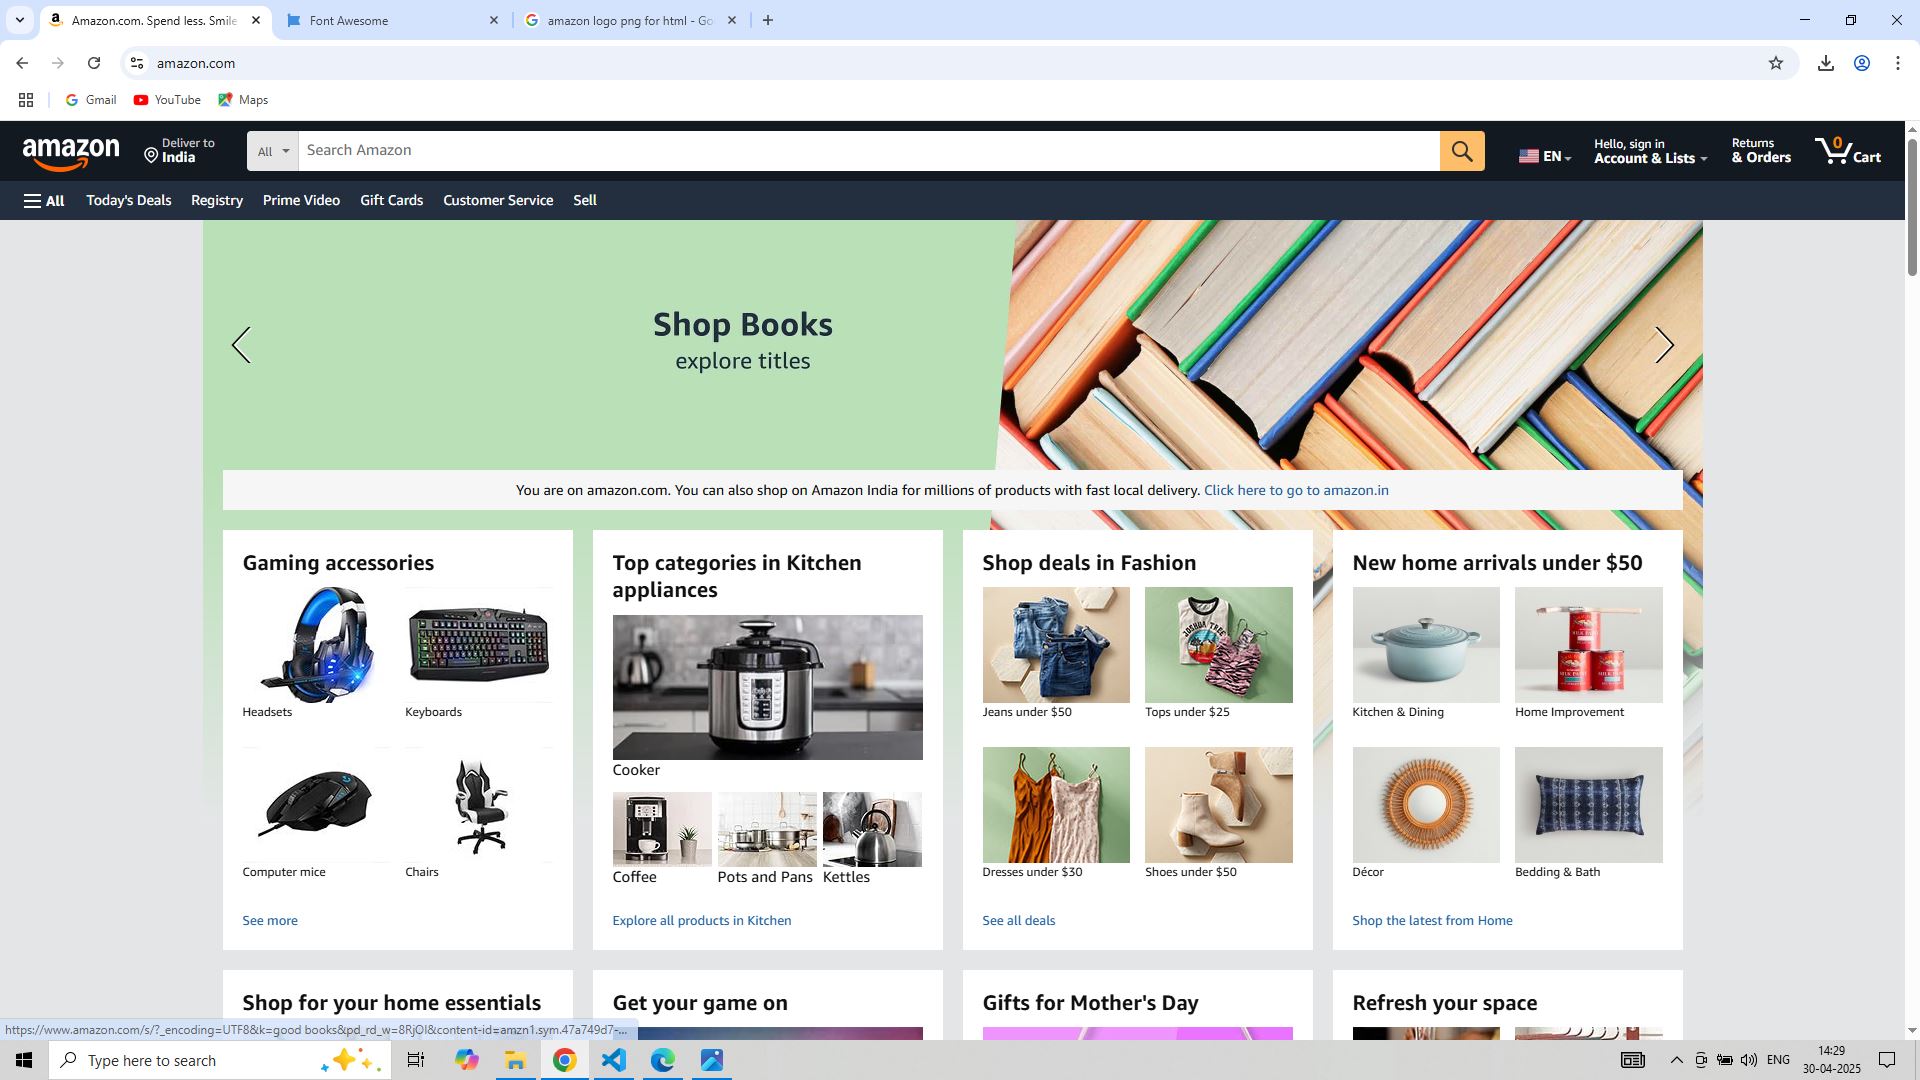 Amazon.com. Spend less. Smile
Font Awesome
amazon logo png for html - Go
amazon.com
Gmail
YouTube
Maps
amazon
Deliver to
India
All
Search Amazon
EN
Hello, sign in
Account & Lists
Returns
& Orders
0
Cart
All
Today's Deals
Registry
Prime Video
Gift Cards
Customer Service
Sell
Shop Books
explore titles
You are on amazon.com. You can also shop on Amazon India for millions of products with fast local delivery. Click here to go to amazon.in
Gaming accessories
Headsets
Keyboards
Computer mice
Chairs
See more
Top categories in Kitchen
appliances
Cooker
Coffee
Pots and Pans
Kettles
Explore all products in Kitchen
Shop deals in Fashion
JOSHUA TREE
Jeans under $50
Tops under $25
Dresses under $30
Shoes under $50
See all deals
New home arrivals under $50
MILK PAINT
MILK PAINT
MILK PAINT
Kitchen & Dining
Home Improvement
Décor
Bedding & Bath
Shop the latest from Home
Shop for your home essentials
Get your game on
Gifts for Mother's Day
Refresh your space
https://www.amazon.com/s/?_encoding=UTF8&k=good books&pd_rd_w=8RjOl&content-id=amzn1.sym.47a749d7-...
Type here to search
ENG
14:29
30-04-2025